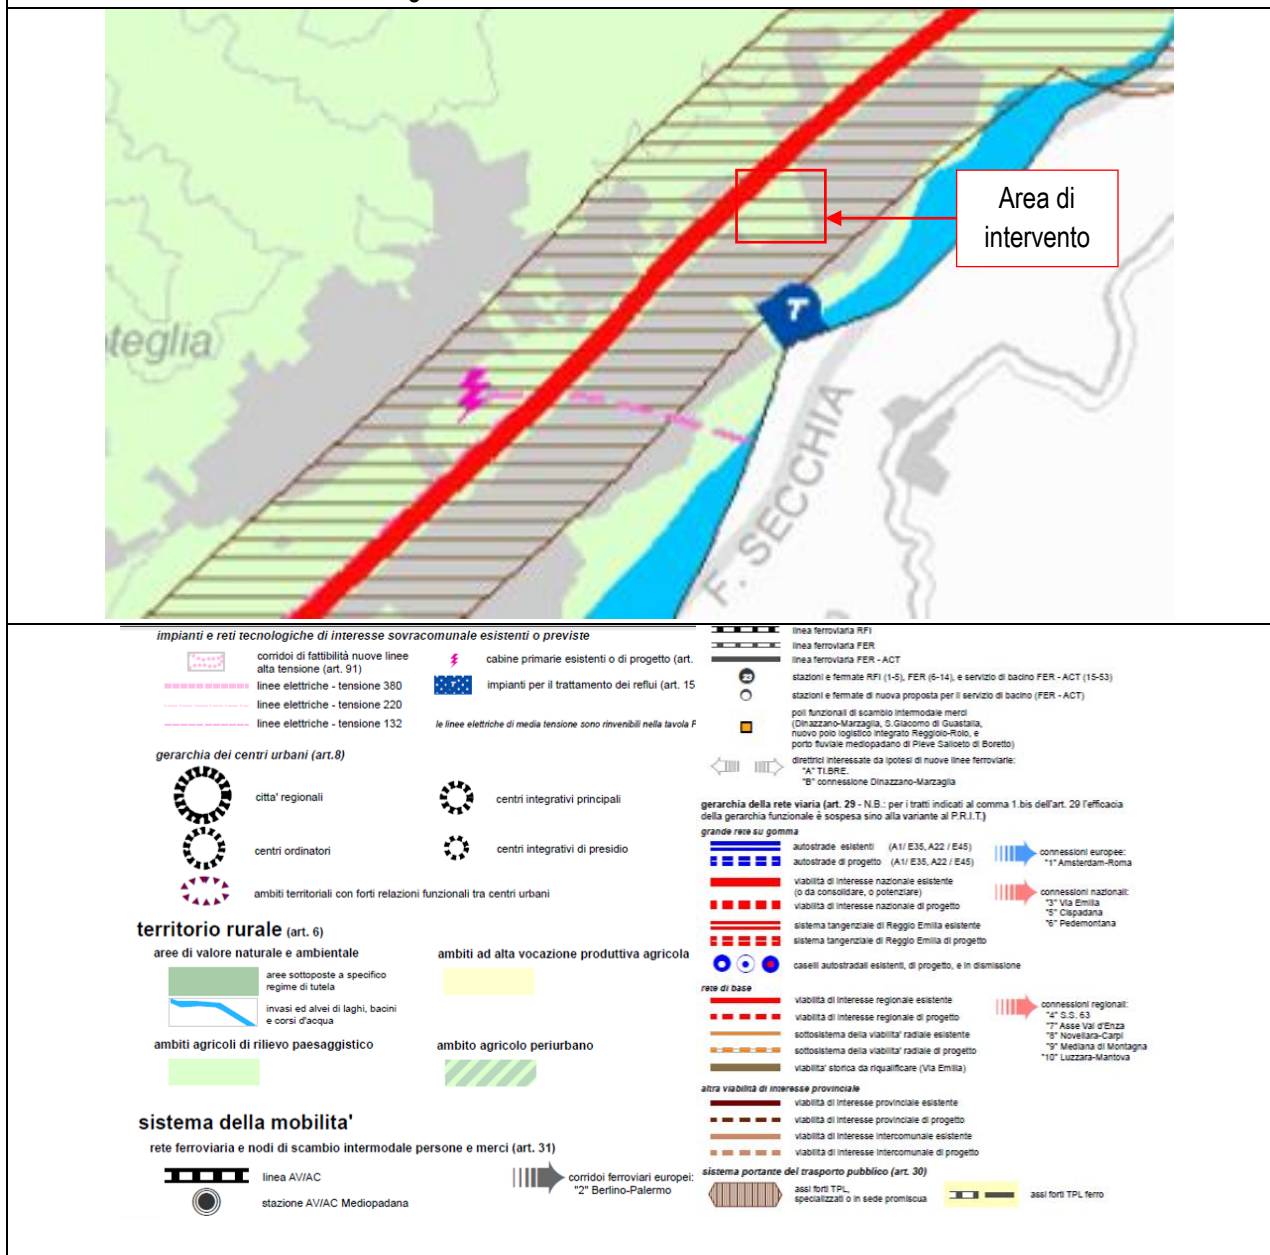 teglia
T
F. SECCHIA
Area di
intervento
impianti e reti tecnologiche di interesse sovracomunale esistenti o previste
corridoi di fattibilità nuove linee
alta tensione (art. 91)
linee elettriche - tensione 380
linee elettriche - tensione 220
linee elettriche - tensione 132
cabine primarie esistenti o di progetto (art.
impianti per il trattamento dei reflui (art. 15
le linee elettriche di media tensione sono rinvenibili nella tavola P
gerarchia dei centri urbani (art.8)
citta' regionali
centri integrativi principali
centri ordinatori
centri integrativi di presidio
ambiti territoriali con forti relazioni funzionali tra centri urbani
territorio rurale (art. 6)
aree di valore naturale e ambientale
aree sottoposte a specifico
regime di tutela
invasi ed alvei di laghi, bacini
e corsi d'acqua
ambiti ad alta vocazione produttiva agricola
ambiti agricoli di rilievo paesaggistico
ambito agricolo periurbano
sistema della mobilita'
rete ferroviaria e nodi di scambio intermodale persone e merci (art. 31)
linea AV/AC
stazione AV/AC Mediopadana
corridoi ferroviari europei:
"2" Berlino-Palermo
linea ferroviaria RFI
linea ferroviaria FER
linea ferroviaria FER - ACT
23
stazioni e fermate RFI (1-5), FER (6-14), e servizio di bacino FER - ACT (15-53)
stazioni e fermate di nuova proposta per il servizio di bacino (FER - ACT)
poli funzionali di scambio intermodale merci
(Dinazzano-Marzaglia, S.Giacomo di Guastalla,
nuovo polo logistico integrato Reggiolo-Rolo, e
porto fluviale mediopadano di Pieve Saliceto di Boretto)
direttrici interessate da ipotesi di nuove linee ferroviarie:
"A" TI.BRE.
"B" connessione Dinazzano-Marzaglia
gerarchia della rete viaria (art. 29 - N.B.: per i tratti indicati al comma 1.bis dell'art. 29 l'efficacia
della gerarchia funzionale è sospesa sino alla variante al P.R.I.T.)
grande rete su gomma
autostrade esistenti (A1/ E35, A22 / E45)
autostrade di progetto (A1/ E35, A22 / E45)
connessioni europee:
"1" Amsterdam-Roma
viabilità di interesse nazionale esistente
(o da consolidare, o potenziare)
viabilità di interesse nazionale di progetto
connessioni nazionali:
"3" Via Emilia
"5" Cispadana
"6" Pedemontana
sistema tangenziale di Reggio Emilia esistente
sistema tangenziale di Reggio Emilia di progetto
caselli autostradali esistenti, di progetto, e in dismissione
rete di base
viabilità di interesse regionale esistente
viabilità di interesse regionale di progetto
sottosistema della viabilita' radiale esistente
sottosistema della viabilita' radiale di progetto
viabilita' storica da riqualificare (Via Emilia)
connessioni regionali:
"4" S.S. 63
"7" Asse Val d'Enza
"8" Novellara-Carpi
"9" Mediana di Montagna
"10" Luzzara-Mantova
altra viabilità di interesse provinciale
viabilità di interesse provinciale esistente
viabilità di interesse provinciale di progetto
viabilità di interesse intercomunale esistente
viabilità di interesse intercomunale di progetto
sistema portante del trasporto pubblico (art. 30)
assi forti TPL,
specializzati o in sede promiscua
assi forti TPL ferro